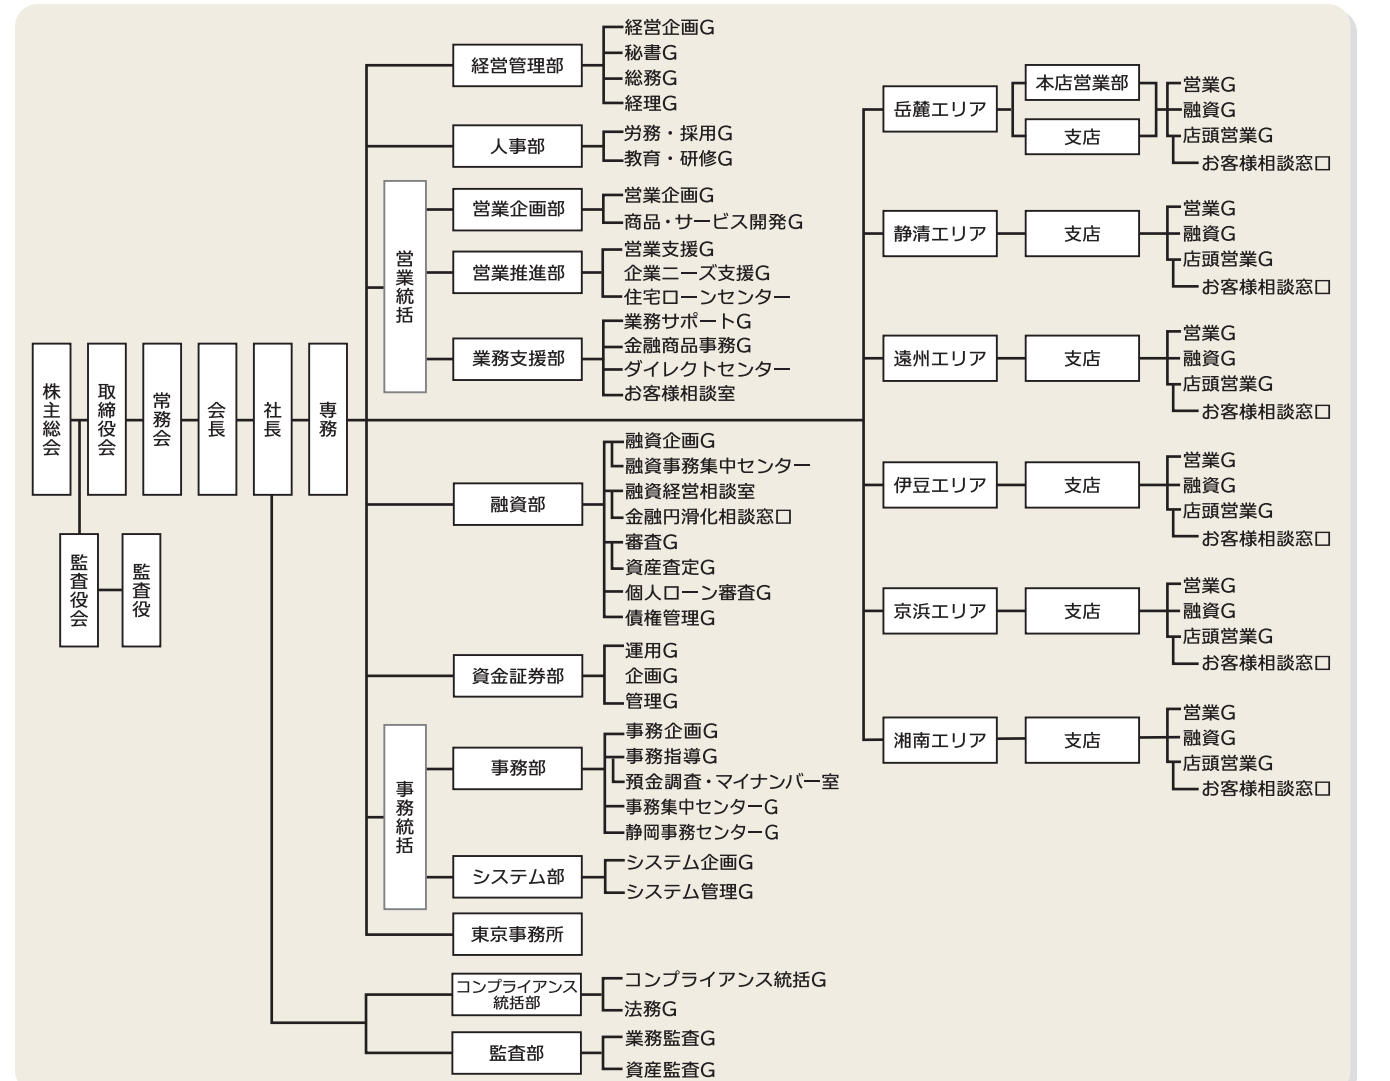 株主総会
取締役会
常務会
会長
社長
専務
監査役会
監査役
経営管理部
経営企画G
秘書G
総務G
経理G
人事部
労務・採用G
教育・研修G
営業統括
営業企画部
営業企画G
商品・サービス開発G
営業推進部
営業支援G
企業ニーズ支援G
住宅ローンセンター
業務支援部
業務サポートG
金融商品事務G
ダイレクトセンター
お客様相談室
融資部
融資企画G
融資事務集中センター
融資経営相談室
金融円滑化相談窓口
審査G
資産査定G
個人ローン審査G
債権管理G
資金証券部
運用G
企画G
管理G
事務統括
事務部
事務企画G
事務指導G
預金調査・マイナンバー室
事務集中センターG
静岡事務センターG
システム部
システム企画G
システム管理G
東京事務所
コンプライアンス
統括部
コンプライアンス統括G
法務G
監査部
業務監査G
資産監査G
岳麓エリア
本店営業部
支店
営業G
融資G
店頭営業G
お客様相談窓口
静清エリア
支店
営業G
融資G
店頭営業G
お客様相談窓口
遠州エリア
支店
営業G
融資G
店頭営業G
お客様相談窓口
伊豆エリア
支店
営業G
融資G
店頭営業G
お客様相談窓口
京浜エリア
支店
営業G
融資G
店頭営業G
お客様相談窓口
湘南エリア
支店
営業G
融資G
店頭営業G
お客様相談窓口